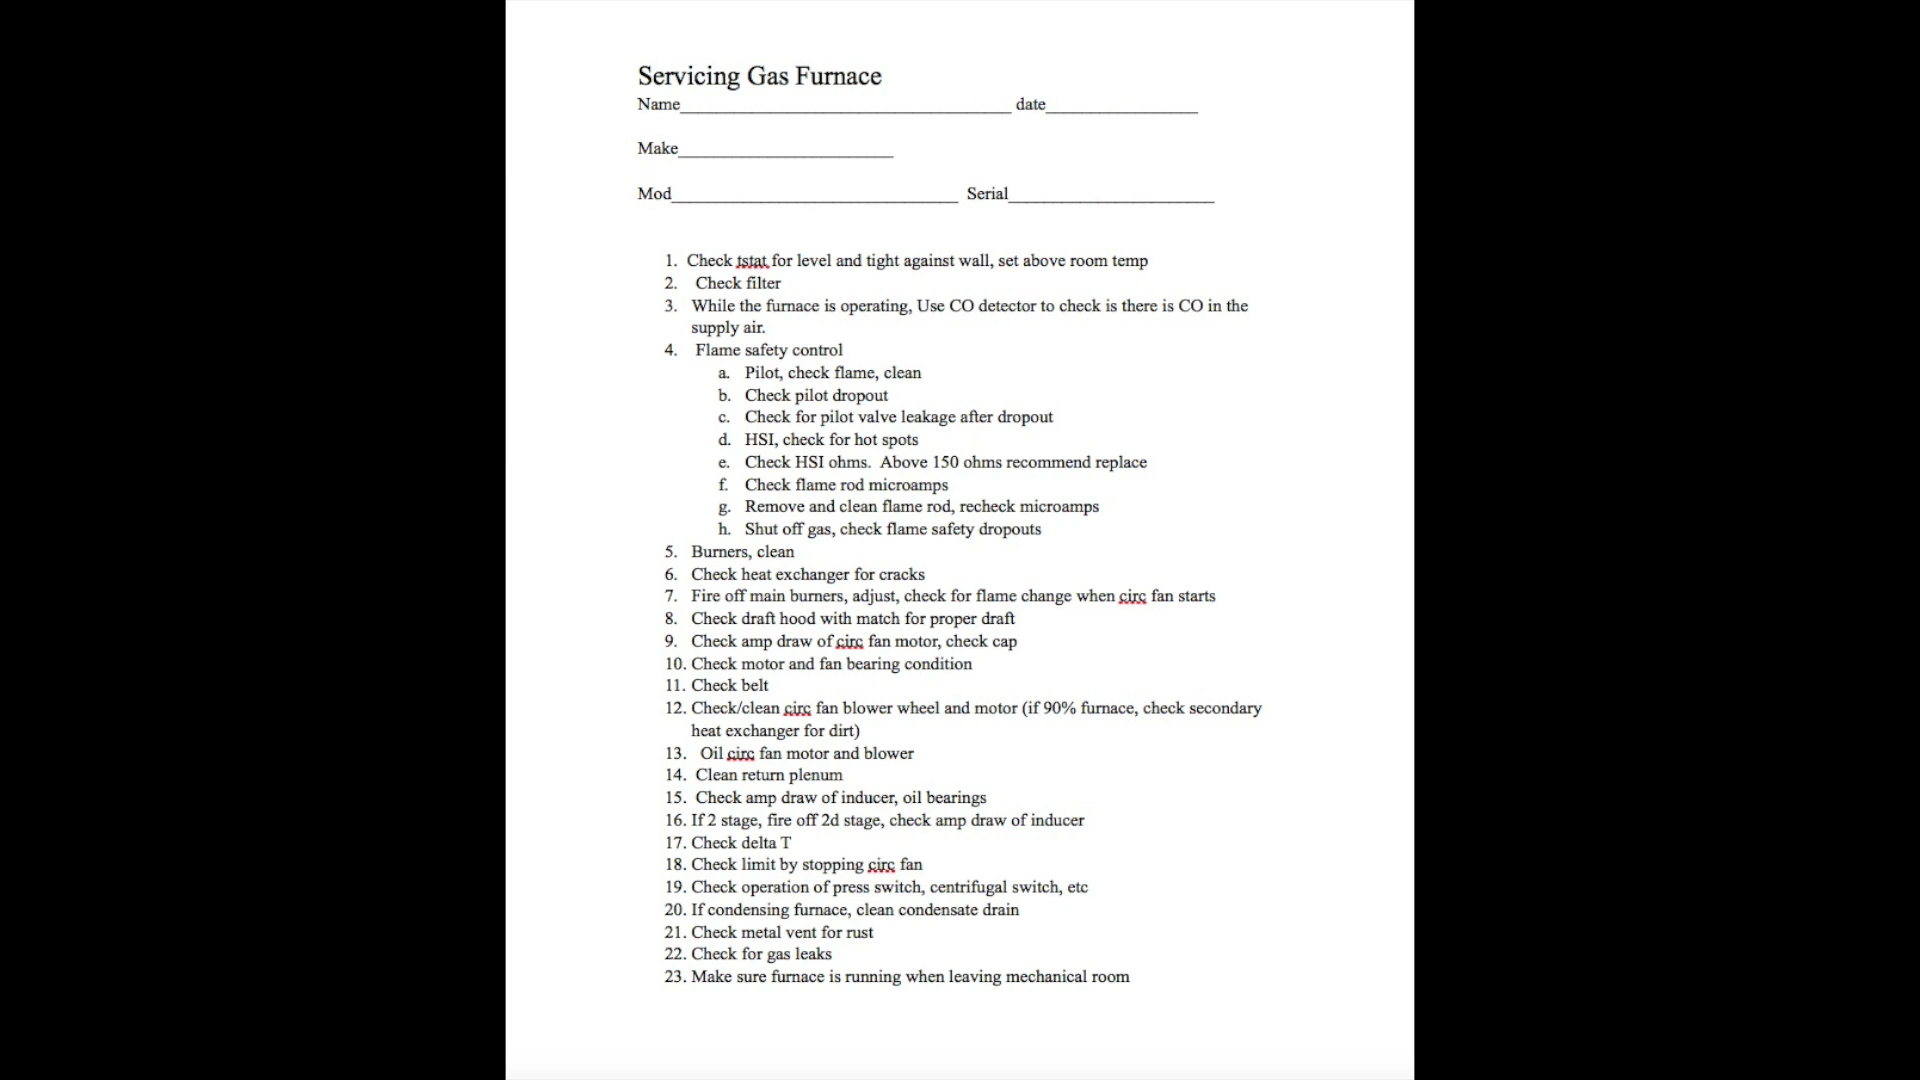 Servicing Gas Furnace
Name______________________________________ date_________________
Make________________________
Mod________________________________ Serial_______________________
1. Check tstat for level and tight against wall, set above room temp
2. Check filter
3. While the furnace is operating, Use CO detector to check is there is CO in the
supply air.
4. Flame safety control
a. Pilot, check flame, clean
b. Check pilot dropout
c. Check for pilot valve leakage after dropout
d. HSI, check for hot spots
e. Check HSI ohms. Above 150 ohms recommend replace
f. Check flame rod microamps
g. Remove and clean flame rod, recheck microamps
h. Shut off gas, check flame safety dropouts
5. Burners, clean
6. Check heat exchanger for cracks
7. Fire off main burners, adjust, check for flame change when circ fan starts
8. Check draft hood with match for proper draft
9. Check amp draw of circ fan motor, check cap
10. Check motor and fan bearing condition
11. Check belt
12. Check/clean circ fan blower wheel and motor (if 90% furnace, check secondary
heat exchanger for dirt)
13. Oil circ fan motor and blower
14. Clean return plenum
15. Check amp draw of inducer, oil bearings
16. If 2 stage, fire off 2d stage, check amp draw of inducer
17. Check delta T
18. Check limit by stopping circ fan
19. Check operation of press switch, centrifugal switch, etc
20. If condensing furnace, clean condensate drain
21. Check metal vent for rust
22. Check for gas leaks
23. Make sure furnace is running when leaving mechanical room